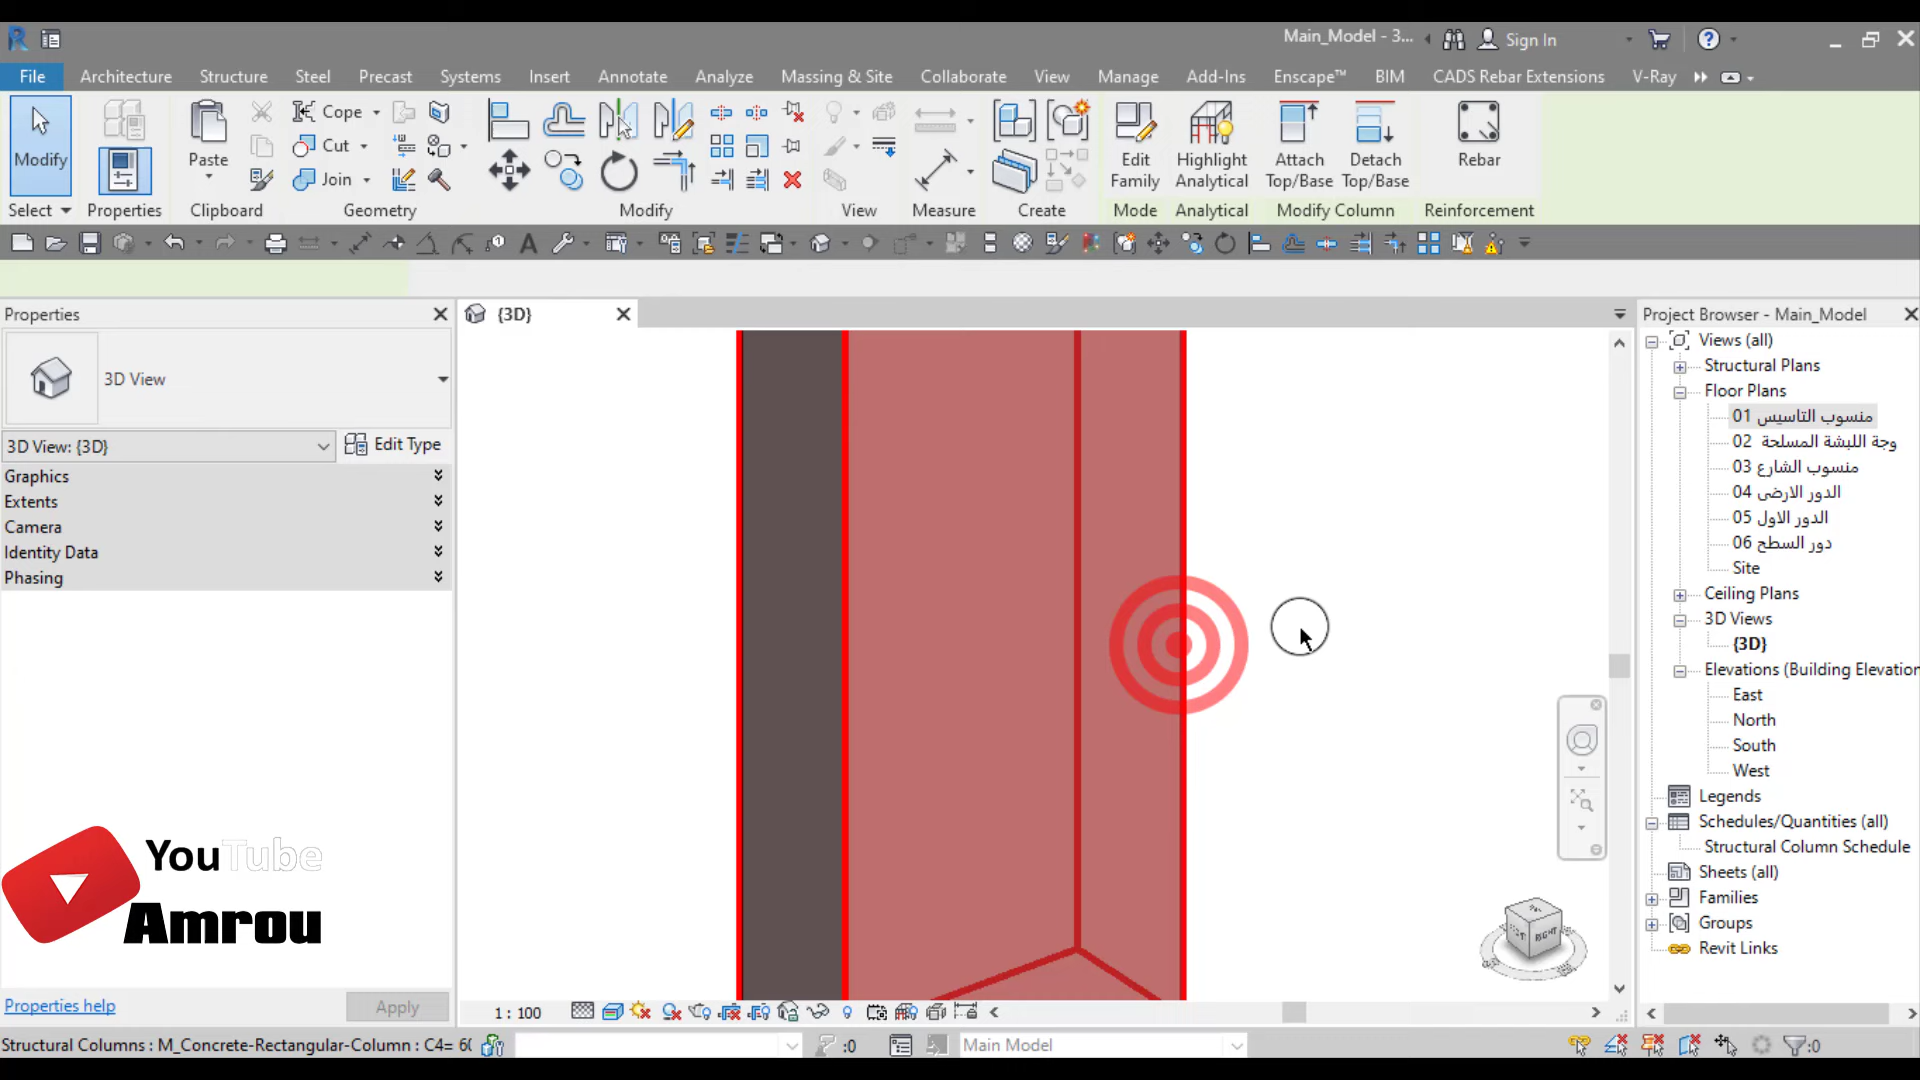 Main_Model - 3...
Sign In
File Architecture Structure Steel Precast Systems Insert Annotate Analyze Massing & Site Collaborate View Manage Add-Ins Enscape™ BIM CADS Rebar Extensions V-Ray
Modify
Paste
Cope
Cut
Join
Edit Family
Highlight Analytical
Attach Top/Base
Detach Top/Base
Rebar
Select Properties Clipboard Geometry Modify View Measure Create Mode Analytical Modify Column Reinforcement
Properties
3D View
3D View: {3D}
Edit Type
Graphics
Extents
Camera
Identity Data
Phasing
YouTube
Amrou
Properties help
Apply
{3D}
RIGHT
1 : 100
Project Browser - Main_Model
Views (all)
Structural Plans
Floor Plans
01 منسوب التاسيس
02 وجة اللبشة المسلحة
03 منسوب الشارع
04 الدور الارضى
05 الدور الاول
06 دور السطح
Site
Ceiling Plans
3D Views
{3D}
Elevations (Building Elevation
East
North
South
West
Legends
Schedules/Quantities (all)
Structural Column Schedule
Sheets (all)
Families
Groups
Revit Links
Structural Columns : M_Concrete-Rectangular-Column : C4= 60
:0
Main Model
:0